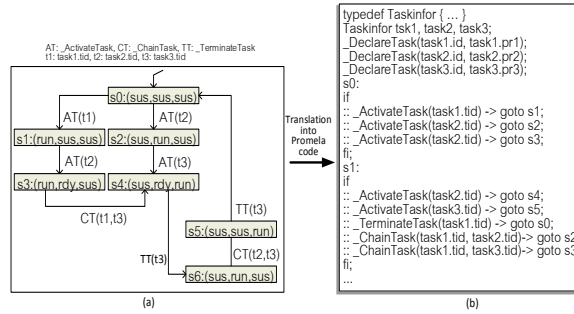 AT: _ActivateTask, CT: _ChainTask, TT: _TerminateTask
t1: task1.tid, t2: task2.tid, t3: task3.tid
s0:(sus,sus,sus)
AT(t1)
AT(t2)
s1:(run,sus,sus)
s2:(sus,run,sus)
AT(t2)
AT(t3)
s3:(run,rdy,sus)
s4:(sus,rdy,run)
CT(t1,t3)
TT(t3)
s5:(sus,sus,run)
TT(t3)
CT(t2,t3)
s6:(sus,run,sus)
(a)
Translation
into
Promela
code
typedef Taskinfor { ... }
Taskinfor tsk1, task2, task3;
_DeclareTask(task1.id, task1.pr1);
_DeclareTask(task2.id, task2.pr2);
_DeclareTask(task3.id, task3.pr3);
s0:
if
:: _ActivateTask(task1.tid) -> goto s1;
:: _ActivateTask(task2.tid) -> goto s2;
:: _ActivateTask(task2.tid) -> goto s3;
fi;
s1:
if
:: _ActivateTask(task2.tid) -> goto s4;
:: _ActivateTask(task3.tid) -> goto s5;
:: _TerminateTask(task1.tid) -> goto s0;
:: _ChainTask(task1.tid, task2.tid)-> goto s2
:: _ChainTask(task1.tid, task3.tid)-> goto s3
fi;
...
(b)